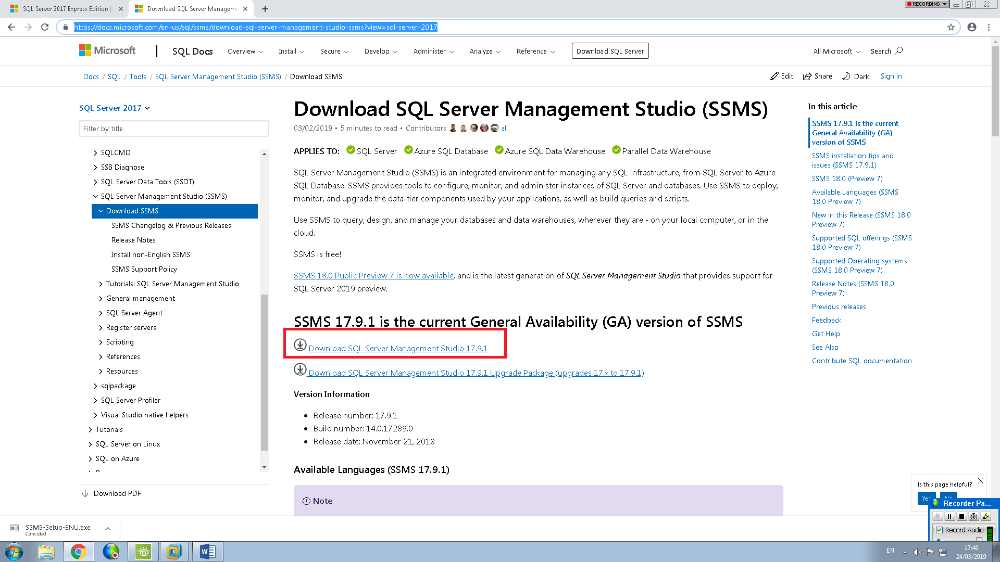 SQL Server 2017 Express Edition |
Download SQL Server Manageme
RECORDING
https://docs.microsoft.com/en-us/sql/ssms/download-sql-server-management-studio-ssms?view=sql-server-2017
Microsoft
SQL Docs
Overview
Install
Secure
Develop
Administer
Analyze
Reference
Download SQL Server
All Microsoft
Search
Docs / SQL / Tools / SQL Server Management Studio (SSMS) / Download SSMS
Edit
Share
Dark
Sign in
SQL Server 2017
Filter by title
SQLCMD
SSB Diagnose
SQL Server Data Tools (SSDT)
SQL Server Management Studio (SSMS)
Download SSMS
SSMS Changelog & Previous Releases
Release Notes
Install non-English SSMS
SSMS Support Policy
Tutorials: SQL Server Management Studio
General management
SQL Server Agent
Register servers
Scripting
References
Resources
sqlpackage
SQL Server Profiler
Visual Studio native helpers
Tutorials
SQL Server on Linux
SQL on Azure
Download PDF
Download SQL Server Management Studio (SSMS)
03/02/2019 • 5 minutes to read • Contributors all
APPLIES TO: SQL Server Azure SQL Database Azure SQL Data Warehouse Parallel Data Warehouse
SQL Server Management Studio (SSMS) is an integrated environment for managing any SQL infrastructure, from SQL Server to Azure
SQL Database. SSMS provides tools to configure, monitor, and administer instances of SQL Server and databases. Use SSMS to deploy,
monitor, and upgrade the data-tier components used by your applications, as well as build queries and scripts.
Use SSMS to query, design, and manage your databases and data warehouses, wherever they are - on your local computer, or in the
cloud.
SSMS is free!
SSMS 18.0 Public Preview 7 is now available, and is the latest generation of SQL Server Management Studio that provides support for
SQL Server 2019 preview.
SSMS 17.9.1 is the current General Availability (GA) version of SSMS
Download SQL Server Management Studio 17.9.1
Download SQL Server Management Studio 17.9.1 Upgrade Package (upgrades 17.x to 17.9.1)
Version Information
• Release number: 17.9.1
• Build number: 14.0.17289.0
• Release date: November 21, 2018
Available Languages (SSMS 17.9.1)
Note
In this article
SSMS 17.9.1 is the current
General Availability (GA)
version of SSMS
SSMS installation tips and
issues (SSMS 17.9.1)
SSMS 18.0 (Preview 7)
Available Languages (SSMS
18.0 Preview 7)
New in this Release (SSMS 18.0
Preview 7)
Supported SQL offerings (SSMS
18.0 Preview 7)
Supported Operating systems
(SSMS 18.0 Preview 7)
Release Notes (SSMS 18.0
Preview 7)
Previous releases
Feedback
Get Help
See Also
Contribute SQL documentation
Is this page helpful?
Recorder Pa...
Record Audio
SSMS-Setup-ENU.exe
Canceled
EN
17:46
24/03/2019